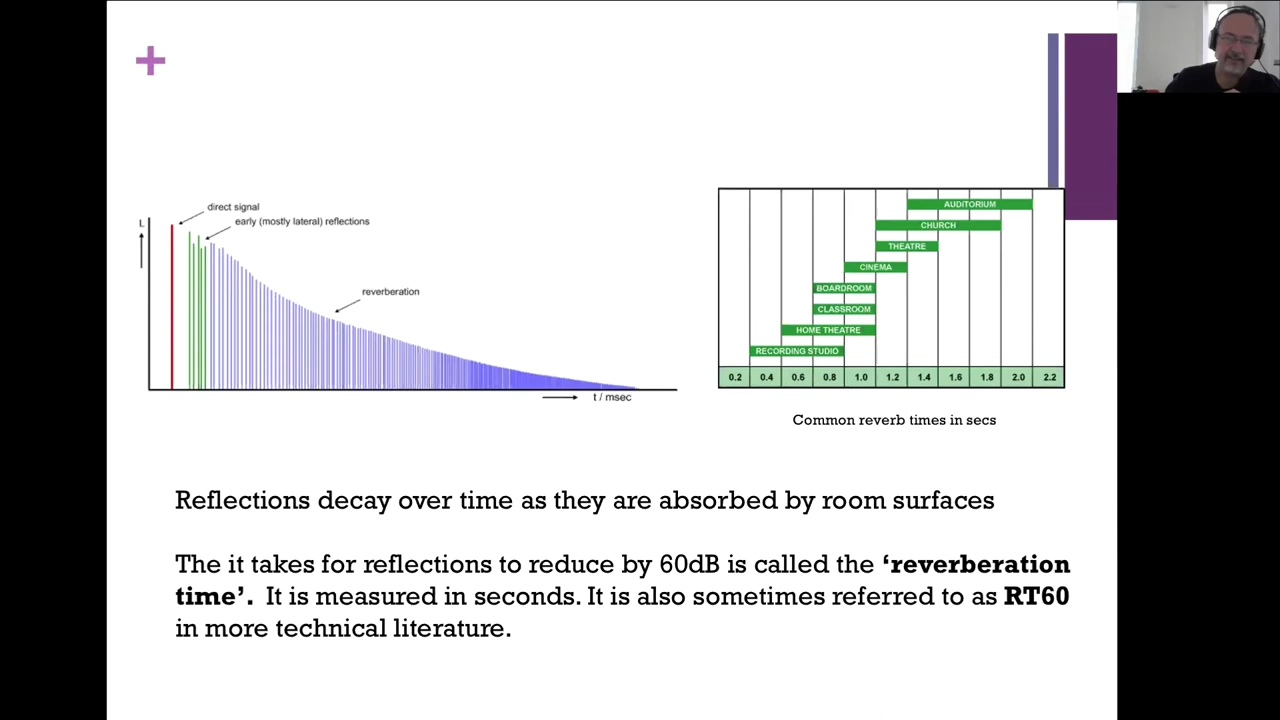 +
direct signal
L
early (mostly lateral) reflections
reverberation
t / msec
AUDITORIUM
CHURCH
THEATRE
CINEMA
BOARDROOM
CLASSROOM
HOME THEATRE
RECORDING STUDIO
0.2 0.4 0.6 0.8 1.0 1.2 1.4 1.6 1.8 2.0 2.2
Common reverb times in secs
Reflections decay over time as they are absorbed by room surfaces
The it takes for reflections to reduce by 60dB is called the ‘reverberation
time’. It is measured in seconds. It is also sometimes referred to as RT60
in more technical literature.